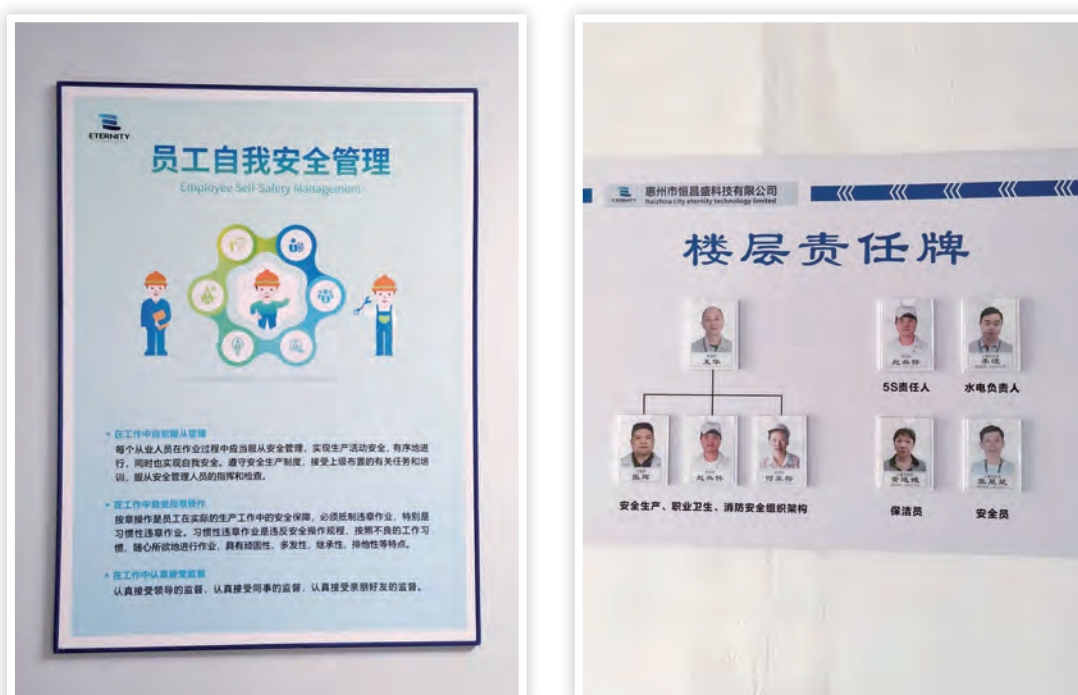 ETERNITY
员工自我安全管理
Employee Self-Safety Management
在工作中自觉服从管理
每个从业人员在作业过程中应当服从安全管理，实现生产活动安全、有序地进
行，同时也实现自我安全。遵守安全生产制度，接受上级布置的有关任务和培
训，服从安全管理人员的指挥和检查。
在工作中自觉按章操作
按章操作是员工在实际的生产工作中的安全保障，必须抵制违章作业，特别是
习惯性违章作业。习惯性违章作业是违反安全操作规程，按照不良的工作习
惯，随心所欲地进行作业，具有顽固性、多发性、继承性、排他性等特点。
在工作中认真接受监督
认真接受领导的监督，认真接受同事的监督，认真接受亲朋好友的监督。
ETERNITY
惠州市恒昌盛科技有限公司
huizhou city eternity technology limited
楼层责任牌
王华
5S责任人
水电负责人
安全生产、职业卫生、消防安全组织架构
保洁员
安全员